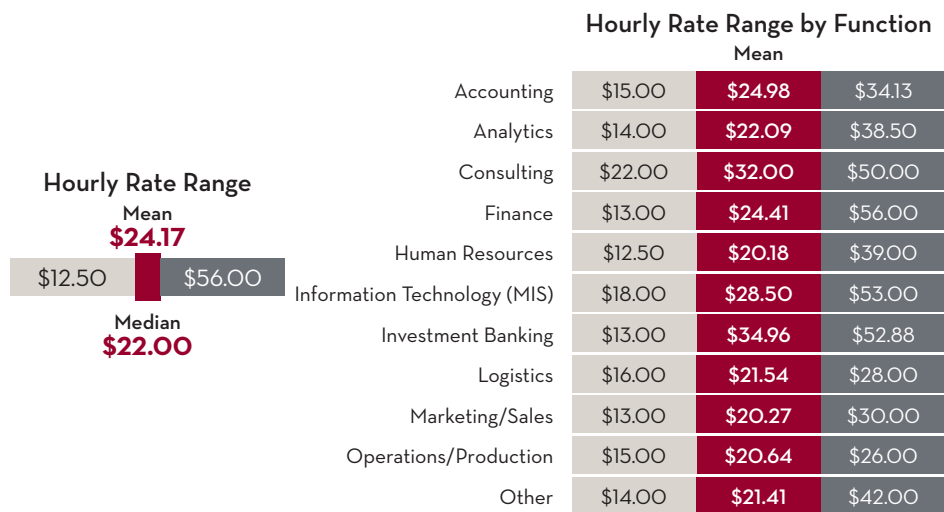 Hourly Rate Range
Mean
$24.17
$12.50 $56.00
Median
$22.00
Hourly Rate Range by Function
Mean
Accounting $15.00 $24.98 $34.13
Analytics $14.00 $22.09 $38.50
Consulting $22.00 $32.00 $50.00
Finance $13.00 $24.41 $56.00
Human Resources $12.50 $20.18 $39.00
Information Technology (MIS) $18.00 $28.50 $53.00
Investment Banking $13.00 $34.96 $52.88
Logistics $16.00 $21.54 $28.00
Marketing/Sales $13.00 $20.27 $30.00
Operations/Production $15.00 $20.64 $26.00
Other $14.00 $21.41 $42.00